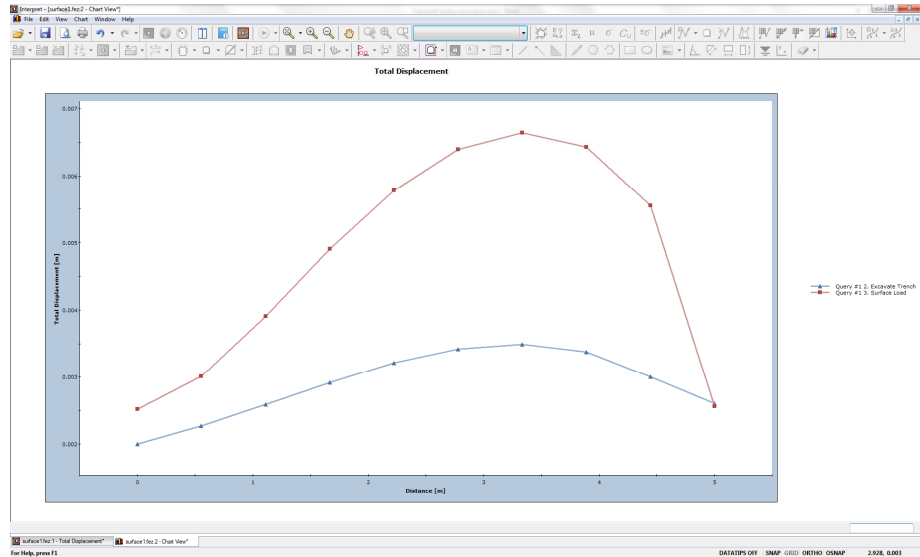 Interpret - [surface1.fez:2 - Chart View*]
File Edit View Chart Window Help
Total Displacement
0.007
0.006
0.005
0.004
0.003
0.002
Total Displacement [m]
0 1 2 3 4 5
Distance [m]
Query #1 2. Excavate Trench
Query #1 3. Surface Load
surface1.fez:1 - Total Displacement*
surface1.fez:2 - Chart View*
For Help, press F1
DATATIPS OFF SNAP GRID ORTHO OSNAP 2.928, 0.003